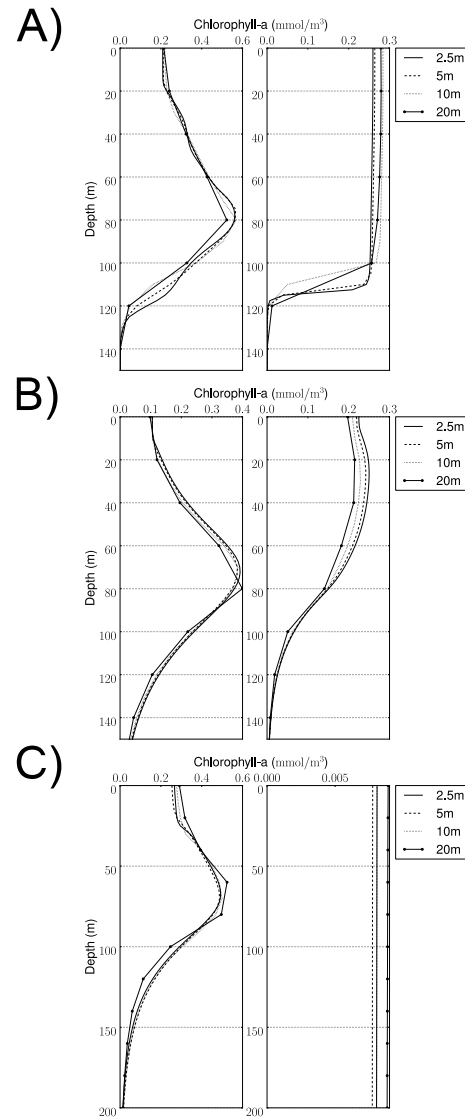 A)
Chlorophyll-a (mmol/m³)
0.0 0.2 0.4 0.6 0.0 0.1 0.2 0.3
0
20
40
60
80
100
120
140
Depth (m)
2.5m
5m
10m
20m
B)
Chlorophyll-a (mmol/m³)
0.0 0.1 0.2 0.3 0.4 0.0 0.1 0.2 0.3
0
20
40
60
80
100
120
140
Depth (m)
2.5m
5m
10m
20m
C)
Chlorophyll-a (mmol/m³)
0.0 0.2 0.4 0.6 0.000 0.005
0
50
100
150
200
Depth (m)
2.5m
5m
10m
20m